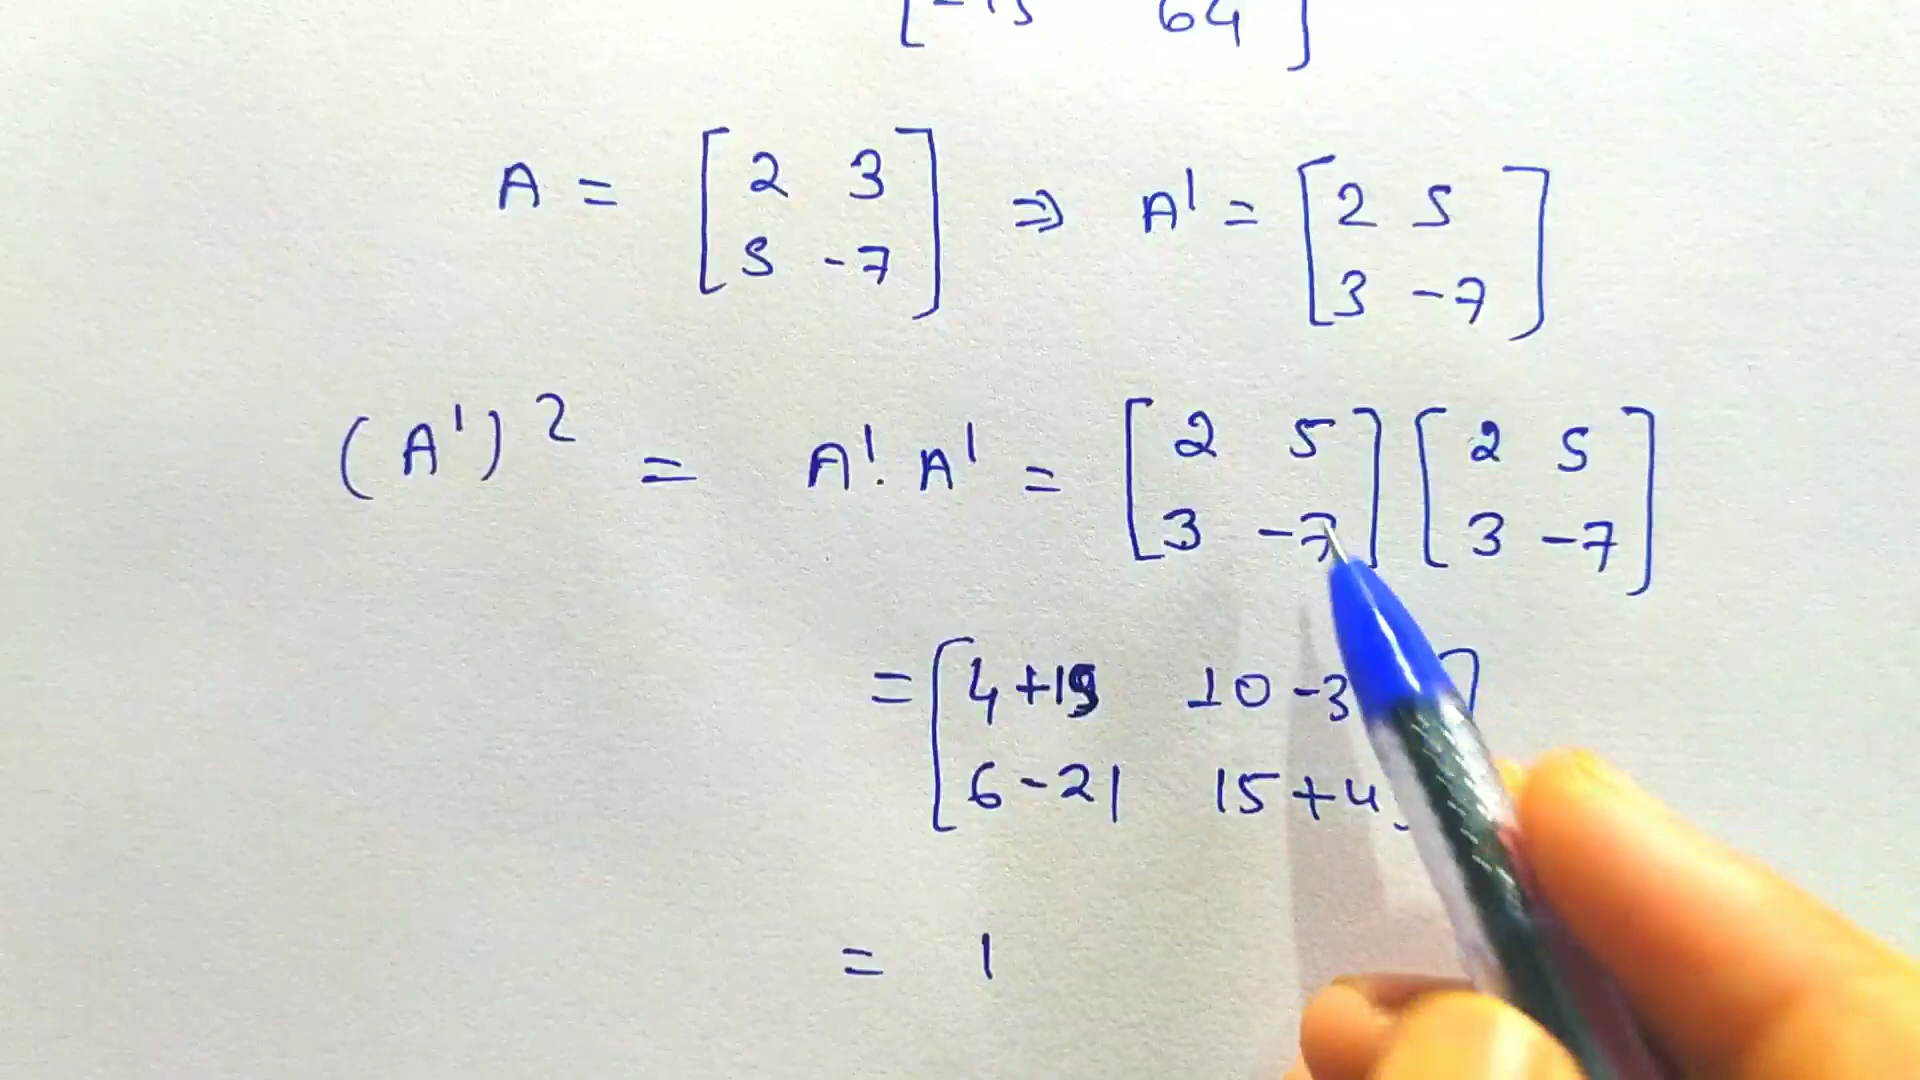 64 ]
A = [ 2 3 ⇒ A' = [ 2 5
5 -7 ] 3 -7 ]
(A')² = A'. A' = [ 2 5 ] [ 2 5 ]
3 -7 3 -7
= [ 4+15 10-3
6-21 15+4
= 1